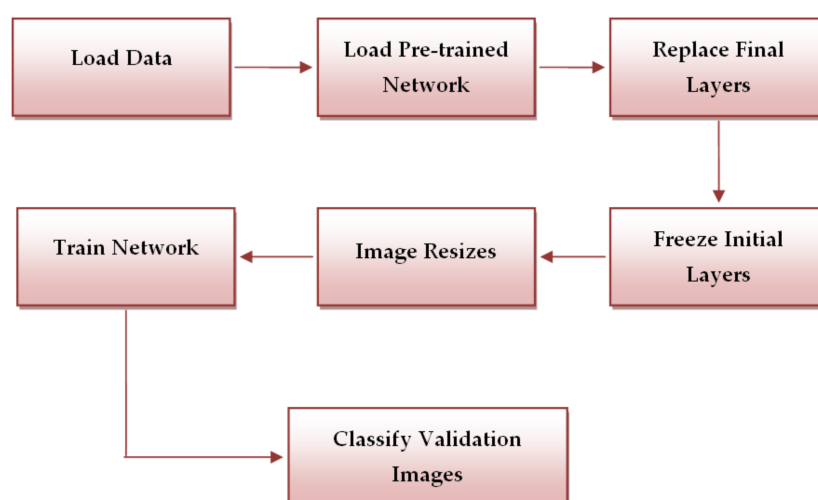 Load Data
Load Pre-trained
Network
Replace Final
Layers
Freeze Initial
Layers
Image Resizes
Train Network
Classify Validation
Images